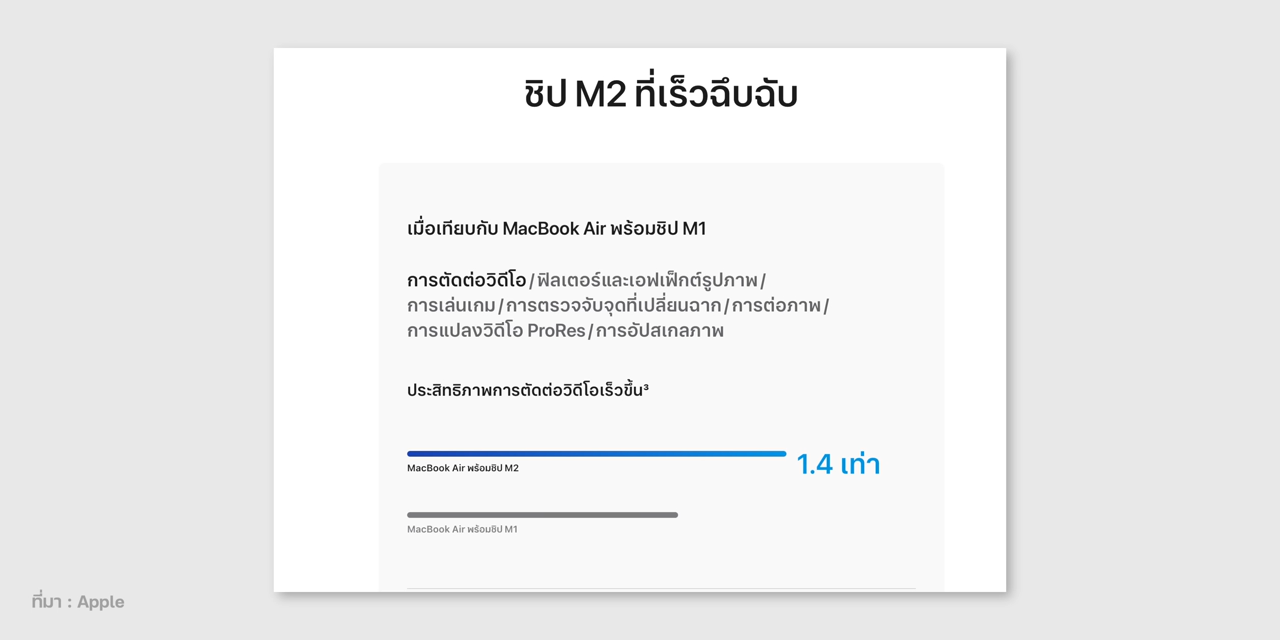 ชิป M2 ที่เร็วฉึบฉับ
เมื่อเทียบกับ MacBook Air พร้อมชิป M1
การตัดต่อวิดีโอ / ฟิลเตอร์และเอฟเฟ็กต์รูปภาพ /
การเล่นเกม / การตรวจจับจุดที่เปลี่ยนฉาก / การต่อภาพ /
การแปลงวิดีโอ ProRes / การอัปสเกลภาพ
ประสิทธิภาพการตัดต่อวิดีโอเร็วขึ้น³
1.4 เท่า
MacBook Air พร้อมชิป M2
MacBook Air พร้อมชิป M1
ที่มา : Apple